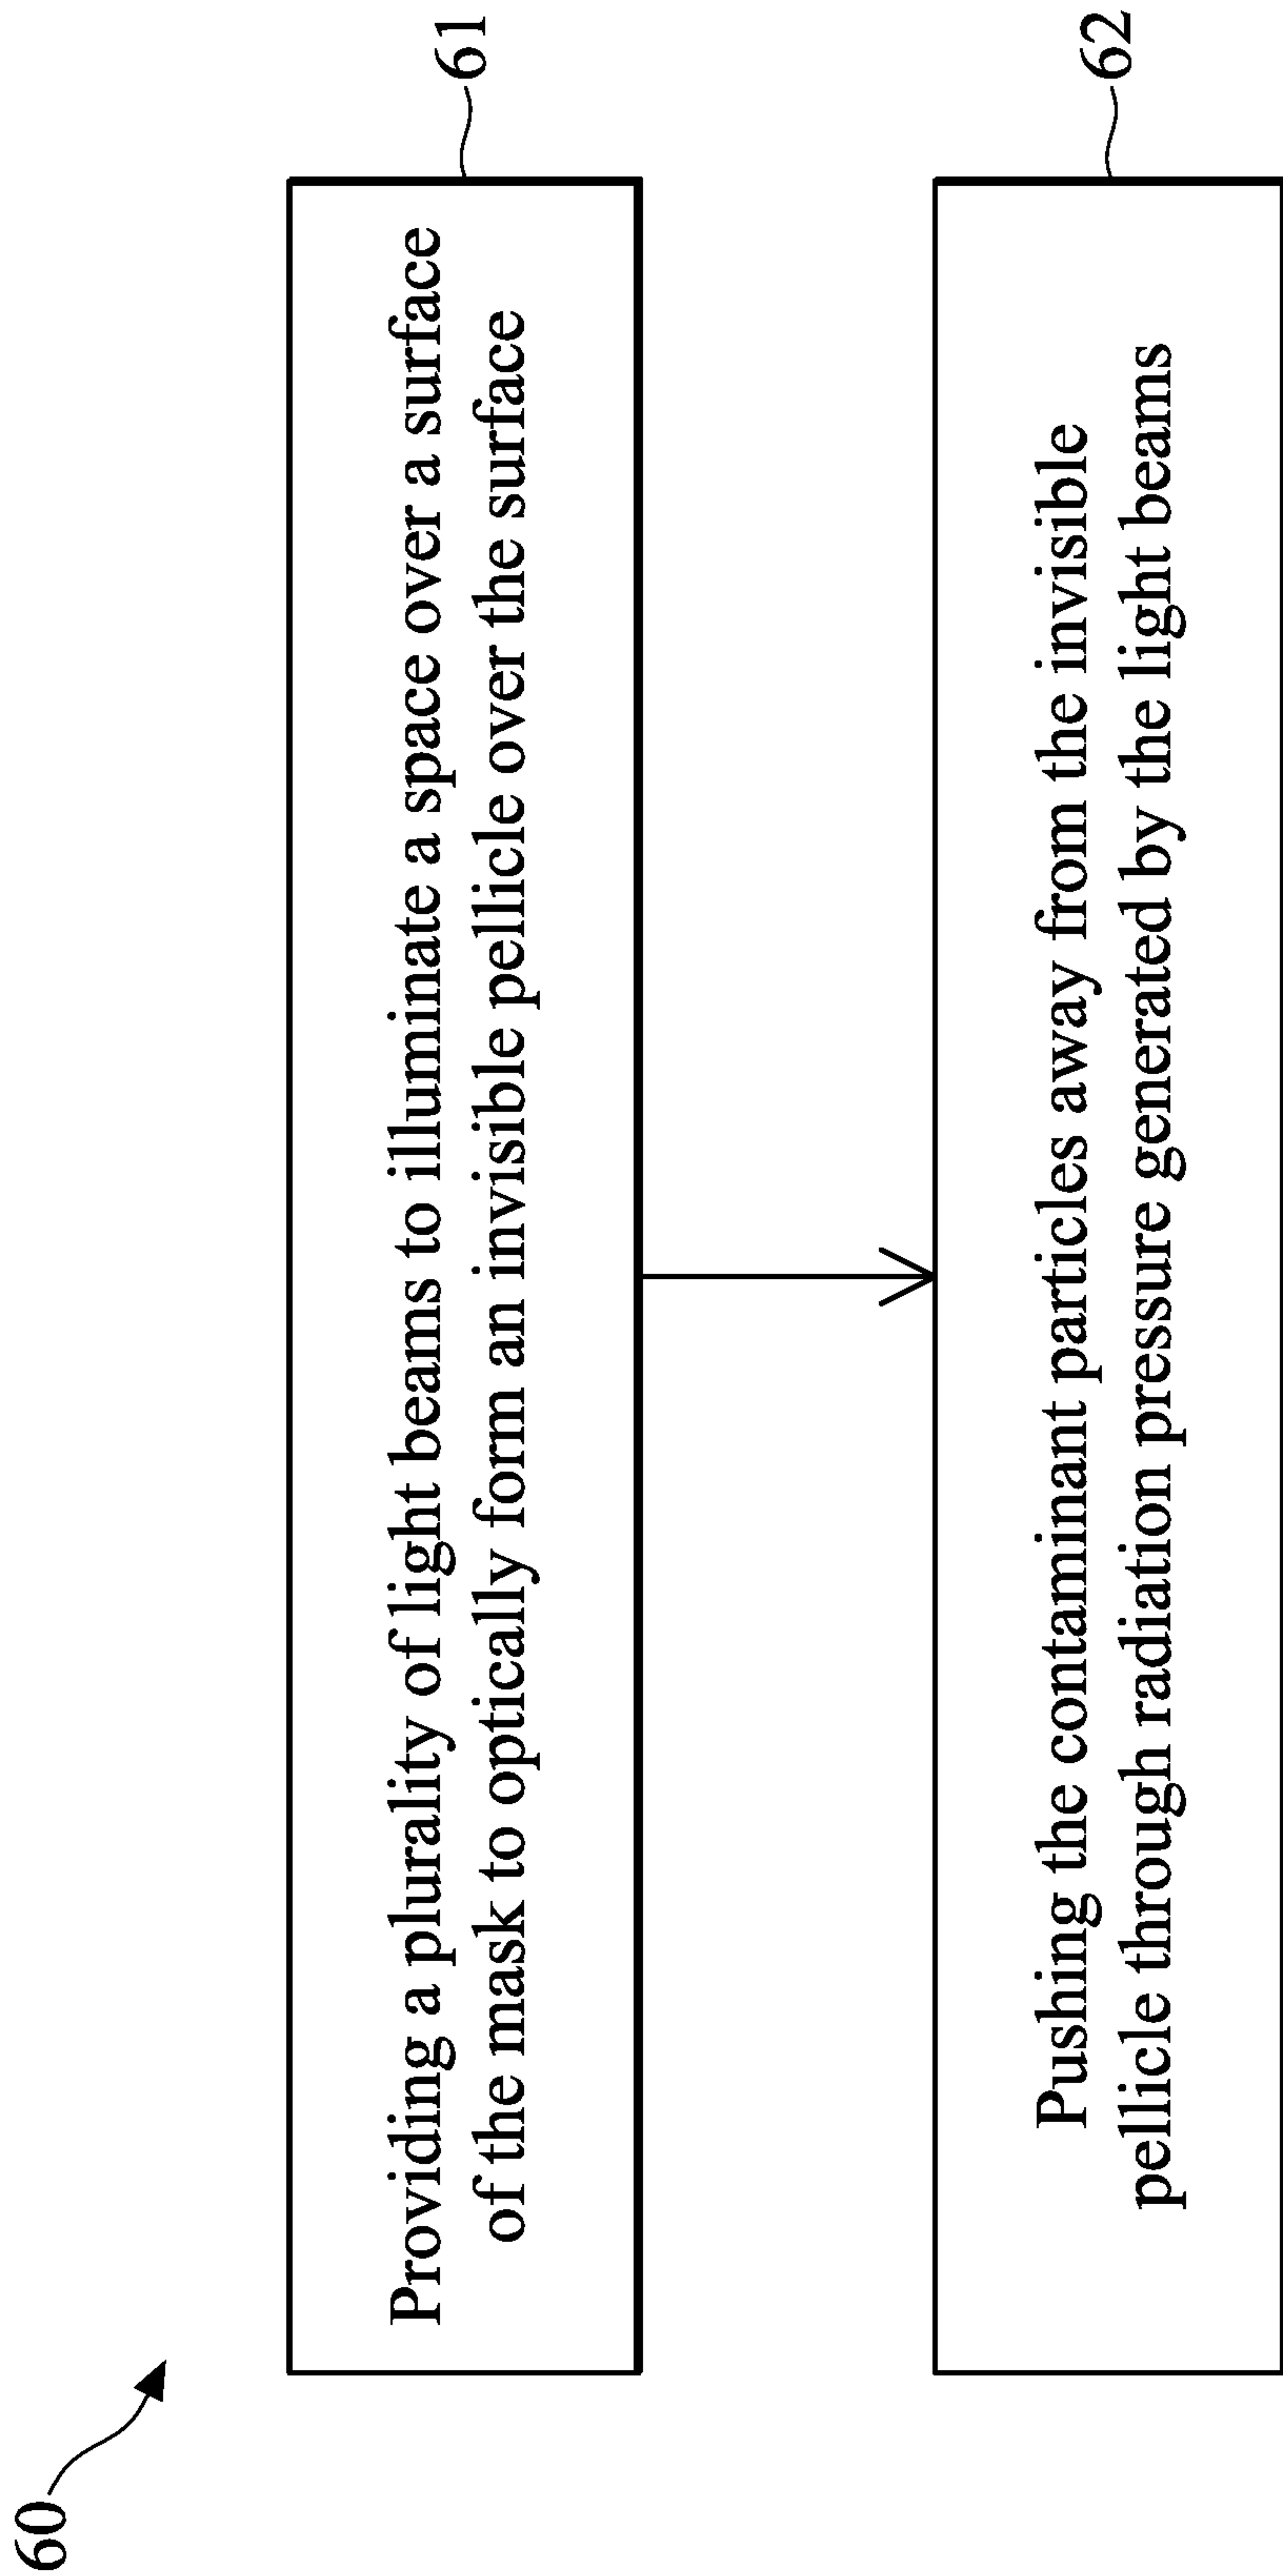 60
Providing a plurality of light beams to illuminate a space over a surface
of the mask to optically form an invisible pellicle over the surface
61
Pushing the contaminant particles away from the invisible
pellicle through radiation pressure generated by the light beams
62